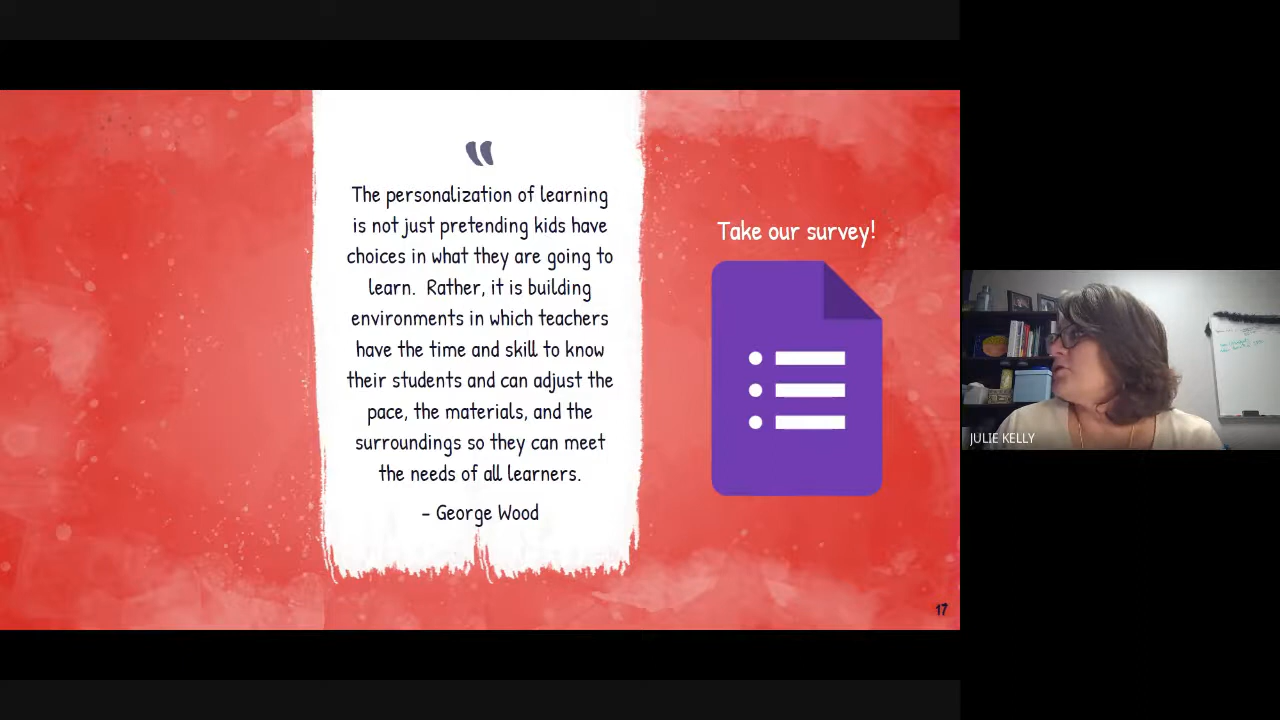 “
The personalization of learning
is not just pretending kids have
choices in what they are going to
learn.  Rather, it is building
environments in which teachers
have the time and skill to know
their students and can adjust the
pace, the materials, and the
surroundings so they can meet
the needs of all learners.
– George Wood
Take our survey!
17
JULIE KELLY